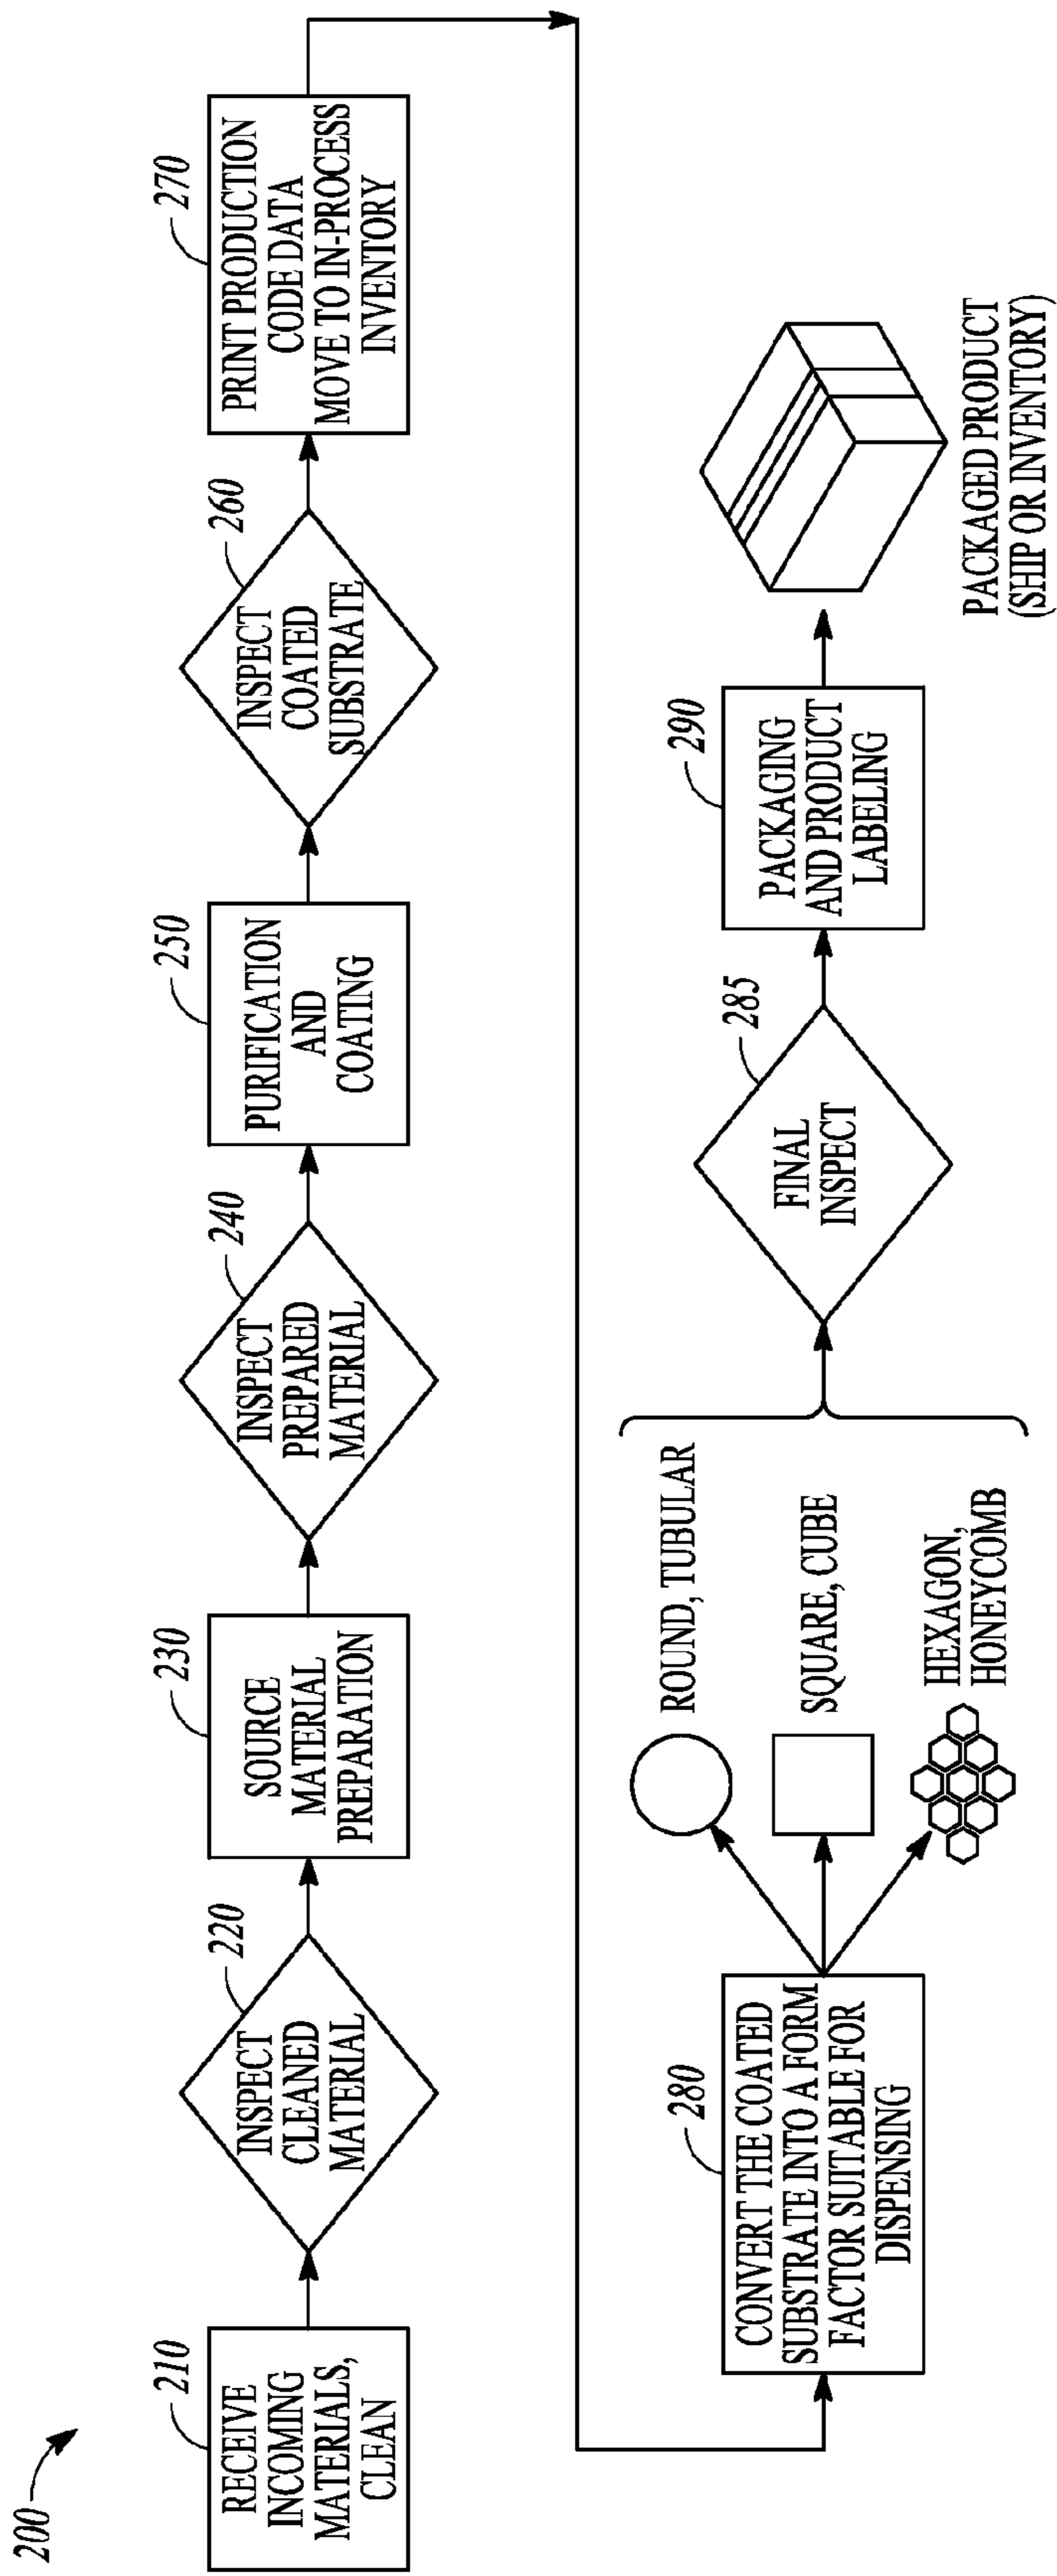 200
210
RECEIVE
INCOMING
MATERIALS,
CLEAN
220
INSPECT
CLEANED
MATERIAL
230
SOURCE
MATERIAL
PREPARATION
240
INSPECT
PREPARED
MATERIAL
250
PURIFICATION
AND
COATING
260
INSPECT
COATED
SUBSTRATE
270
PRINT PRODUCTION
CODE DATA
MOVE TO IN-PROCESS
INVENTORY
280
CONVERT THE COATED
SUBSTRATE INTO A FORM
FACTOR SUITABLE FOR
DISPENSING
ROUND, TUBULAR
SQUARE, CUBE
HEXAGON,
HONEYCOMB
285
FINAL
INSPECT
290
PACKAGING
AND PRODUCT
LABELING
PACKAGED PRODUCT
(SHIP OR INVENTORY)